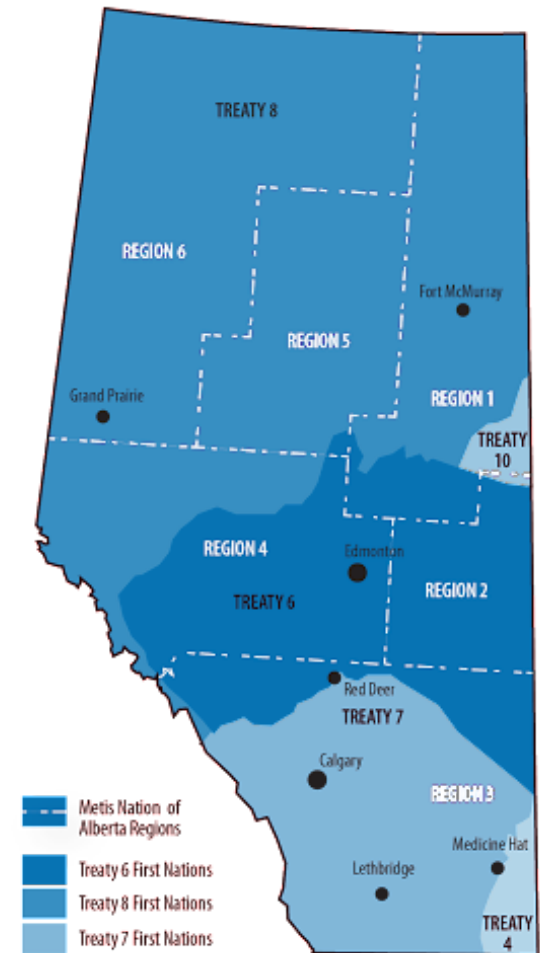 TREATY 8
REGION 6
Fort McMurray
REGION 5
Grand Prairie
REGION 1
TREATY
10
REGION 4
Edmonton
REGION 2
TREATY 6
Red Deer
TREATY 7
Calgary
REGION 3
Metis Nation of
Alberta Regions
Medicine Hat
Treaty 6 First Nations
Lethbridge
Treaty 8 First Nations
TREATY
4
Treaty 7 First Nations